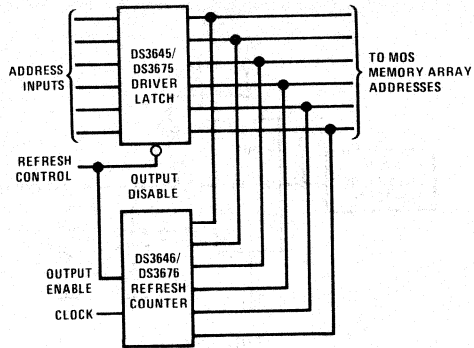 ADDRESS
INPUTS
DS3645/
DS3675
DRIVER
LATCH
TO MOS
MEMORY ARRAY
ADDRESSES
REFRESH
CONTROL
OUTPUT
DISABLE
OUTPUT
ENABLE
CLOCK
DS3646/
DS3676
REFRESH
COUNTER